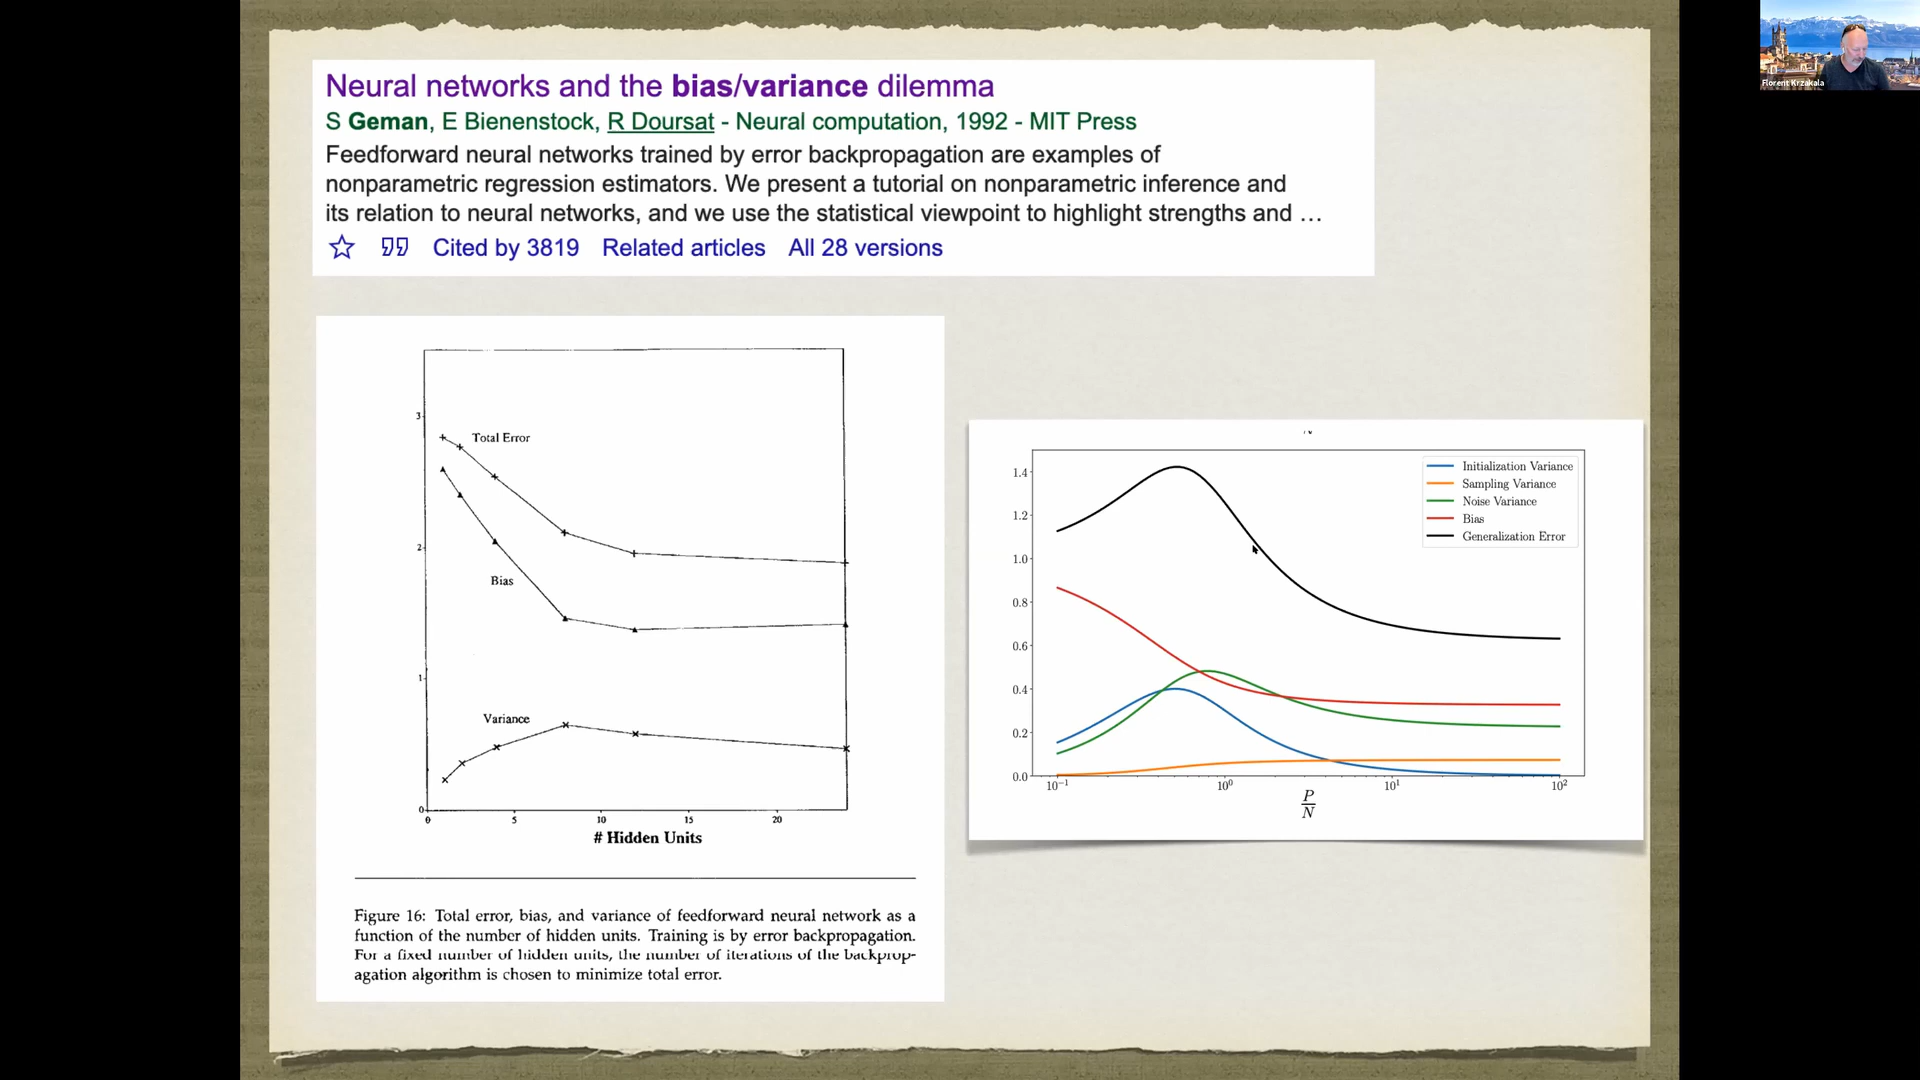 Neural networks and the bias/variance dilemma
S Geman, E Bienenstock, R Doursat - Neural computation, 1992 - MIT Press
Feedforward neural networks trained by error backpropagation are examples of
nonparametric regression estimators. We present a tutorial on nonparametric inference and
its relation to neural networks, and we use the statistical viewpoint to highlight strengths and …
Cited by 3819 Related articles All 28 versions
Florent Krzakala
3
Total Error
2
Bias
1
Variance
0
0 5 10 15 20
# Hidden Units
Figure 16: Total error, bias, and variance of feedforward neural network as a
function of the number of hidden units. Training is by error backpropagation.
For a fixed number of hidden units, the number of iterations of the backprop-
agation algorithm is chosen to minimize total error.
1.4
1.2
1.0
0.8
0.6
0.4
0.2
0.0
Initialization Variance
Sampling Variance
Noise Variance
Bias
Generalization Error
10⁻¹ 10⁰ 10¹ 10²
P
N